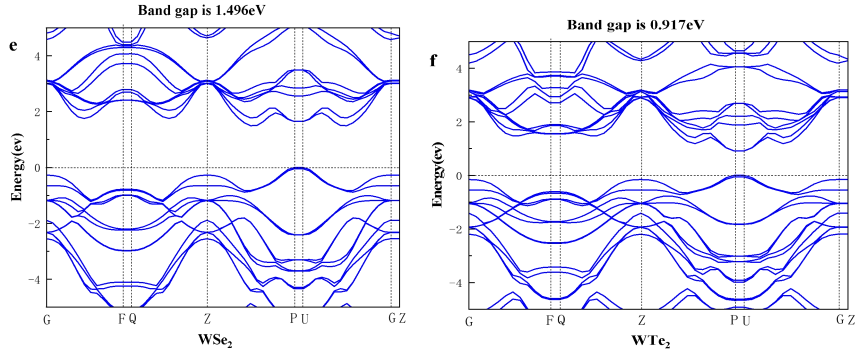 Band gap is 1.496eV
e
Energy(ev)
4
2
0
−2
−4
G F Q Z P U G Z
WSe2
Band gap is 0.917eV
f
Energy(ev)
4
2
0
−2
−4
G F Q Z P U G Z
WTe2